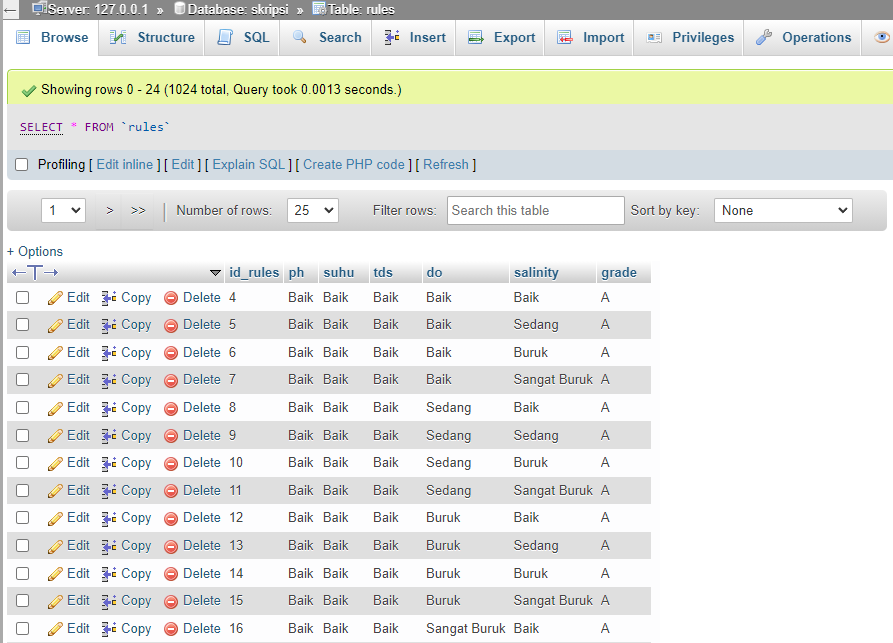 Server: 127.0.0.1 » Database: skripsi » Table: rules
Browse Structure SQL Search Insert Export Import Privileges Operations
Showing rows 0 - 24 (1024 total, Query took 0.0013 seconds.)
SELECT * FROM `rules`
Profiling [ Edit inline ] [ Edit ] [ Explain SQL ] [ Create PHP code ] [ Refresh ]
1 > >> | Number of rows: 25 Filter rows: Search this table Sort by key: None
+ Options
←T→ id_rules ph suhu tds do salinity grade
Edit Copy Delete 4 Baik Baik Baik Baik Baik A
Edit Copy Delete 5 Baik Baik Baik Baik Sedang A
Edit Copy Delete 6 Baik Baik Baik Baik Buruk A
Edit Copy Delete 7 Baik Baik Baik Baik Sangat Buruk A
Edit Copy Delete 8 Baik Baik Baik Sedang Baik A
Edit Copy Delete 9 Baik Baik Baik Sedang Sedang A
Edit Copy Delete 10 Baik Baik Baik Sedang Buruk A
Edit Copy Delete 11 Baik Baik Baik Sedang Sangat Buruk A
Edit Copy Delete 12 Baik Baik Baik Buruk Baik A
Edit Copy Delete 13 Baik Baik Baik Buruk Sedang A
Edit Copy Delete 14 Baik Baik Baik Buruk Buruk A
Edit Copy Delete 15 Baik Baik Baik Buruk Sangat Buruk A
Edit Copy Delete 16 Baik Baik Baik Sangat Buruk Baik A